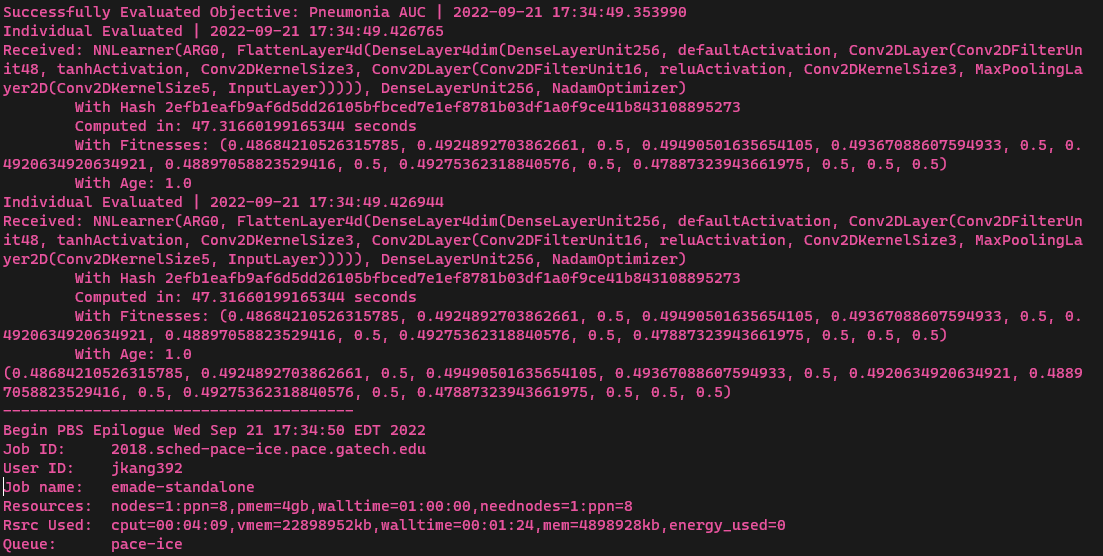 Successfully Evaluated Objective: Pneumonia AUC | 2022-09-21 17:34:49.353990
Individual Evaluated | 2022-09-21 17:34:49.426765
Received: NNLearner(ARG0, FlattenLayer4d(DenseLayer4dim(DenseLayerUnit256, defaultActivation, Conv2DLayer(Conv2DFilterUn
it48, tanhActivation, Conv2DKernelSize3, Conv2DLayer(Conv2DFilterUnit16, reluActivation, Conv2DKernelSize3, MaxPoolingLa
yer2D(Conv2DKernelSize5, InputLayer))))), DenseLayerUnit256, NadamOptimizer)
With Hash 2efb1eafb9af6d5dd26105bfbced7e1ef8781b03df1a0f9ce41b843108895273
Computed in: 47.31660199165344 seconds
With Fitnesses: (0.48684210526315785, 0.4924892703862661, 0.5, 0.49490501635654105, 0.49367088607594933, 0.5, 0.
4920634920634921, 0.48897058823529416, 0.5, 0.49275362318840576, 0.5, 0.47887323943661975, 0.5, 0.5, 0.5)
With Age: 1.0
Individual Evaluated | 2022-09-21 17:34:49.426944
Received: NNLearner(ARG0, FlattenLayer4d(DenseLayer4dim(DenseLayerUnit256, defaultActivation, Conv2DLayer(Conv2DFilterUn
it48, tanhActivation, Conv2DKernelSize3, Conv2DLayer(Conv2DFilterUnit16, reluActivation, Conv2DKernelSize3, MaxPoolingLa
yer2D(Conv2DKernelSize5, InputLayer))))), DenseLayerUnit256, NadamOptimizer)
With Hash 2efb1eafb9af6d5dd26105bfbced7e1ef8781b03df1a0f9ce41b843108895273
Computed in: 47.31660199165344 seconds
With Fitnesses: (0.48684210526315785, 0.4924892703862661, 0.5, 0.49490501635654105, 0.49367088607594933, 0.5, 0.
4920634920634921, 0.48897058823529416, 0.5, 0.49275362318840576, 0.5, 0.47887323943661975, 0.5, 0.5, 0.5)
With Age: 1.0
(0.48684210526315785, 0.4924892703862661, 0.5, 0.49490501635654105, 0.49367088607594933, 0.5, 0.4920634920634921, 0.4889
7058823529416, 0.5, 0.49275362318840576, 0.5, 0.47887323943661975, 0.5, 0.5, 0.5)
---------------------------------------
Begin PBS Epilogue Wed Sep 21 17:34:50 EDT 2022
Job ID: 2018.sched-pace-ice.pace.gatech.edu
User ID: jkang392
Job name: emade-standalone
Resources: nodes=1:ppn=8,pmem=4gb,walltime=01:00:00,neednodes=1:ppn=8
Rsrc Used: cput=00:04:09,vmem=22898952kb,walltime=00:01:24,mem=4898928kb,energy_used=0
Queue: pace-ice